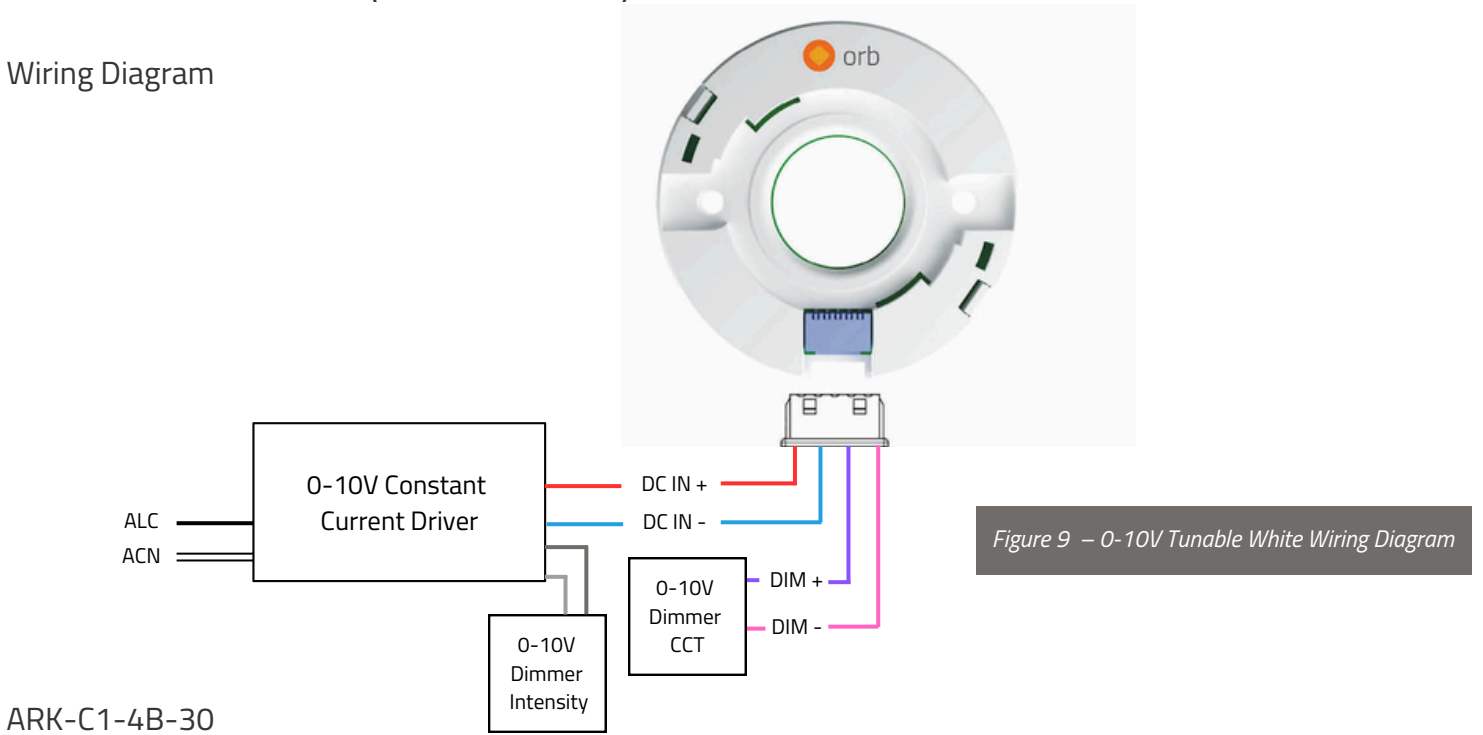 Wiring Diagram
orb
0-10V Constant
Current Driver
ALC
ACN
DC IN +
DC IN -
0-10V
Dimmer
CCT
DIM +
DIM -
0-10V
Dimmer
Intensity
Figure 9 – 0-10V Tunable White Wiring Diagram
ARK-C1-4B-30